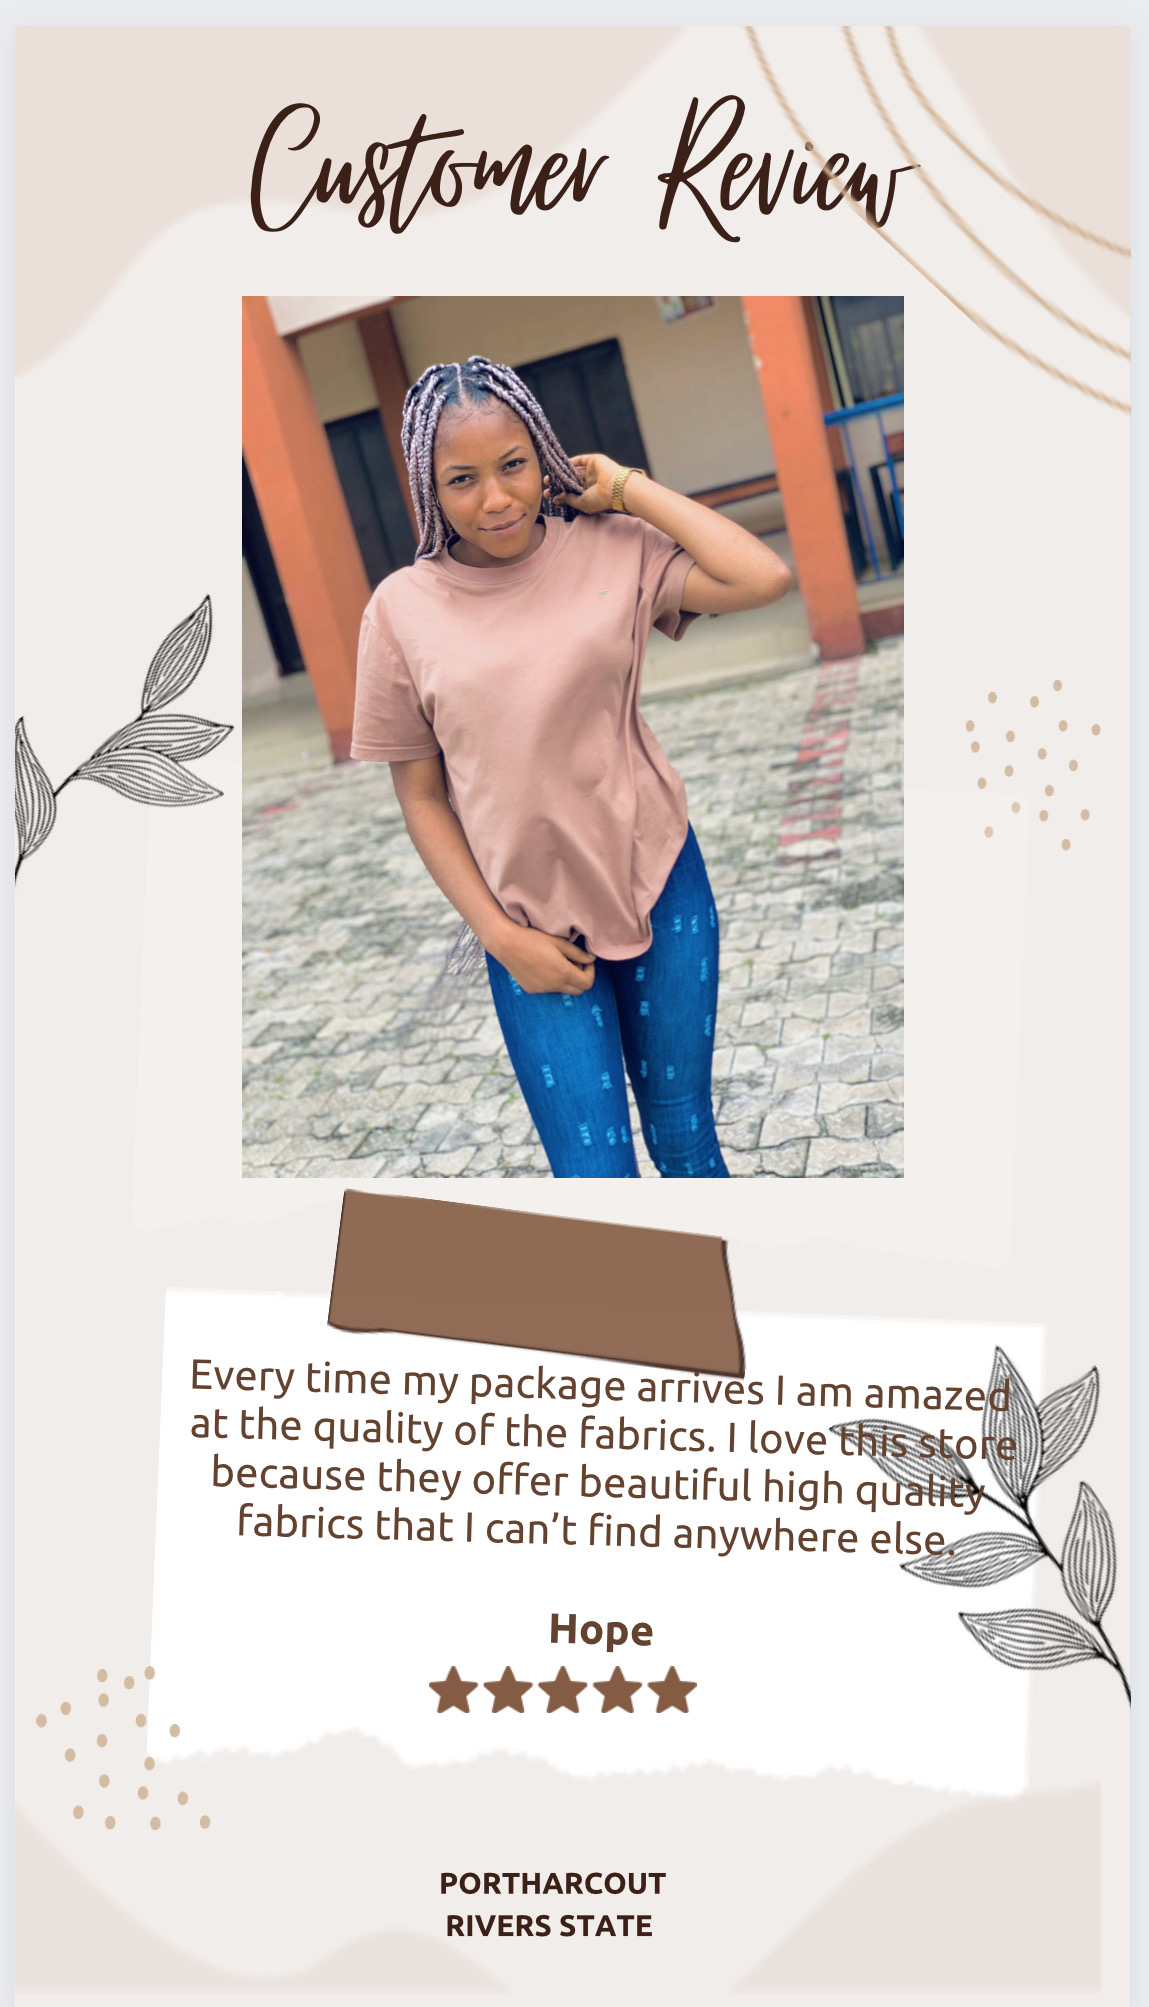 Customer Review
Every time my package arrives I am amazed
at the quality of the fabrics. I love this store
because they offer beautiful high quality
fabrics that I can’t find anywhere else.
Hope
PORTHARCOUT
RIVERS STATE